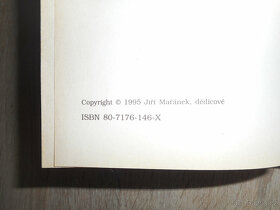 Copyright © 1995 Jiří Mařánek, dědicové
ISBN 80-7176-146-X